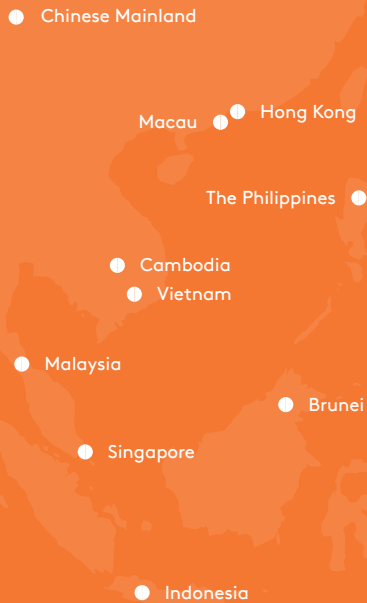 Chinese Mainland
Hong Kong
Macau
The Philippines
Cambodia
Vietnam
Malaysia
Brunei
Singapore
Indonesia